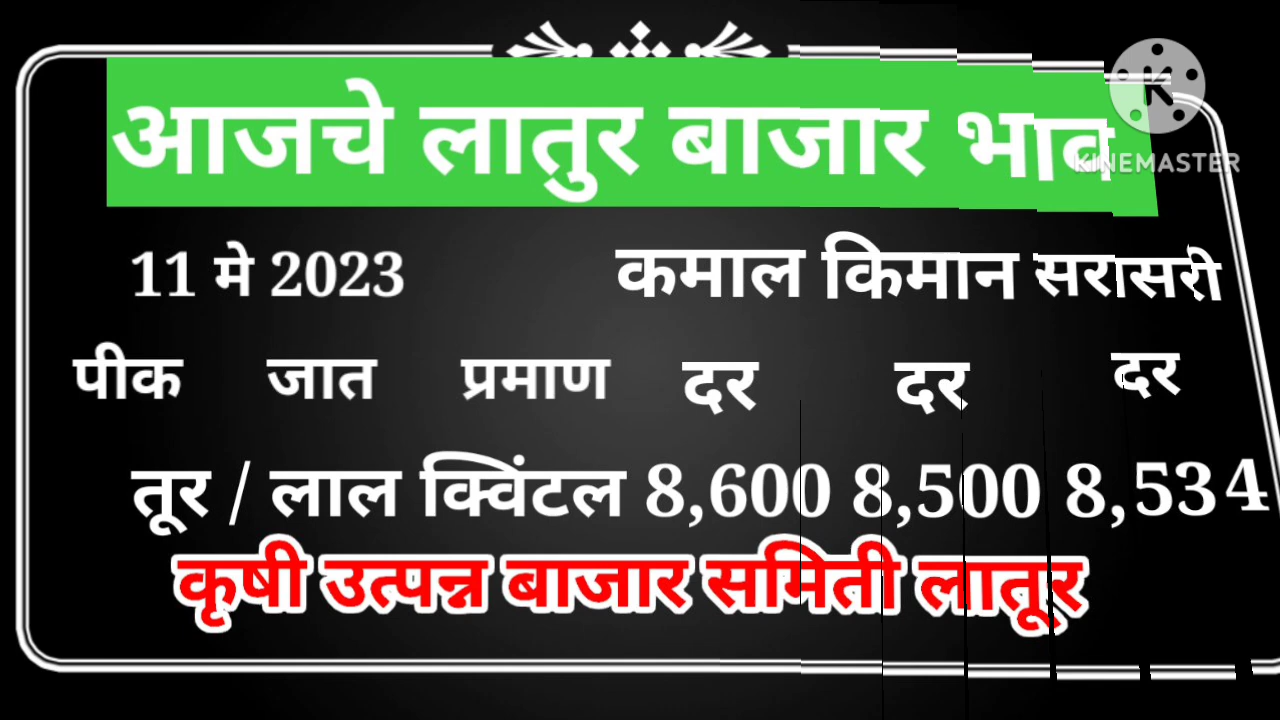 आजचे लातुर बाजार भाव
KINEMASTER
11 मे 2023 कमाल किमान सरासरी
पीक जात प्रमाण दर दर दर
तूर / लाल क्विंटल 8,600 8,500 8,534
कृषी उत्पन्न बाजार समिती लातूर